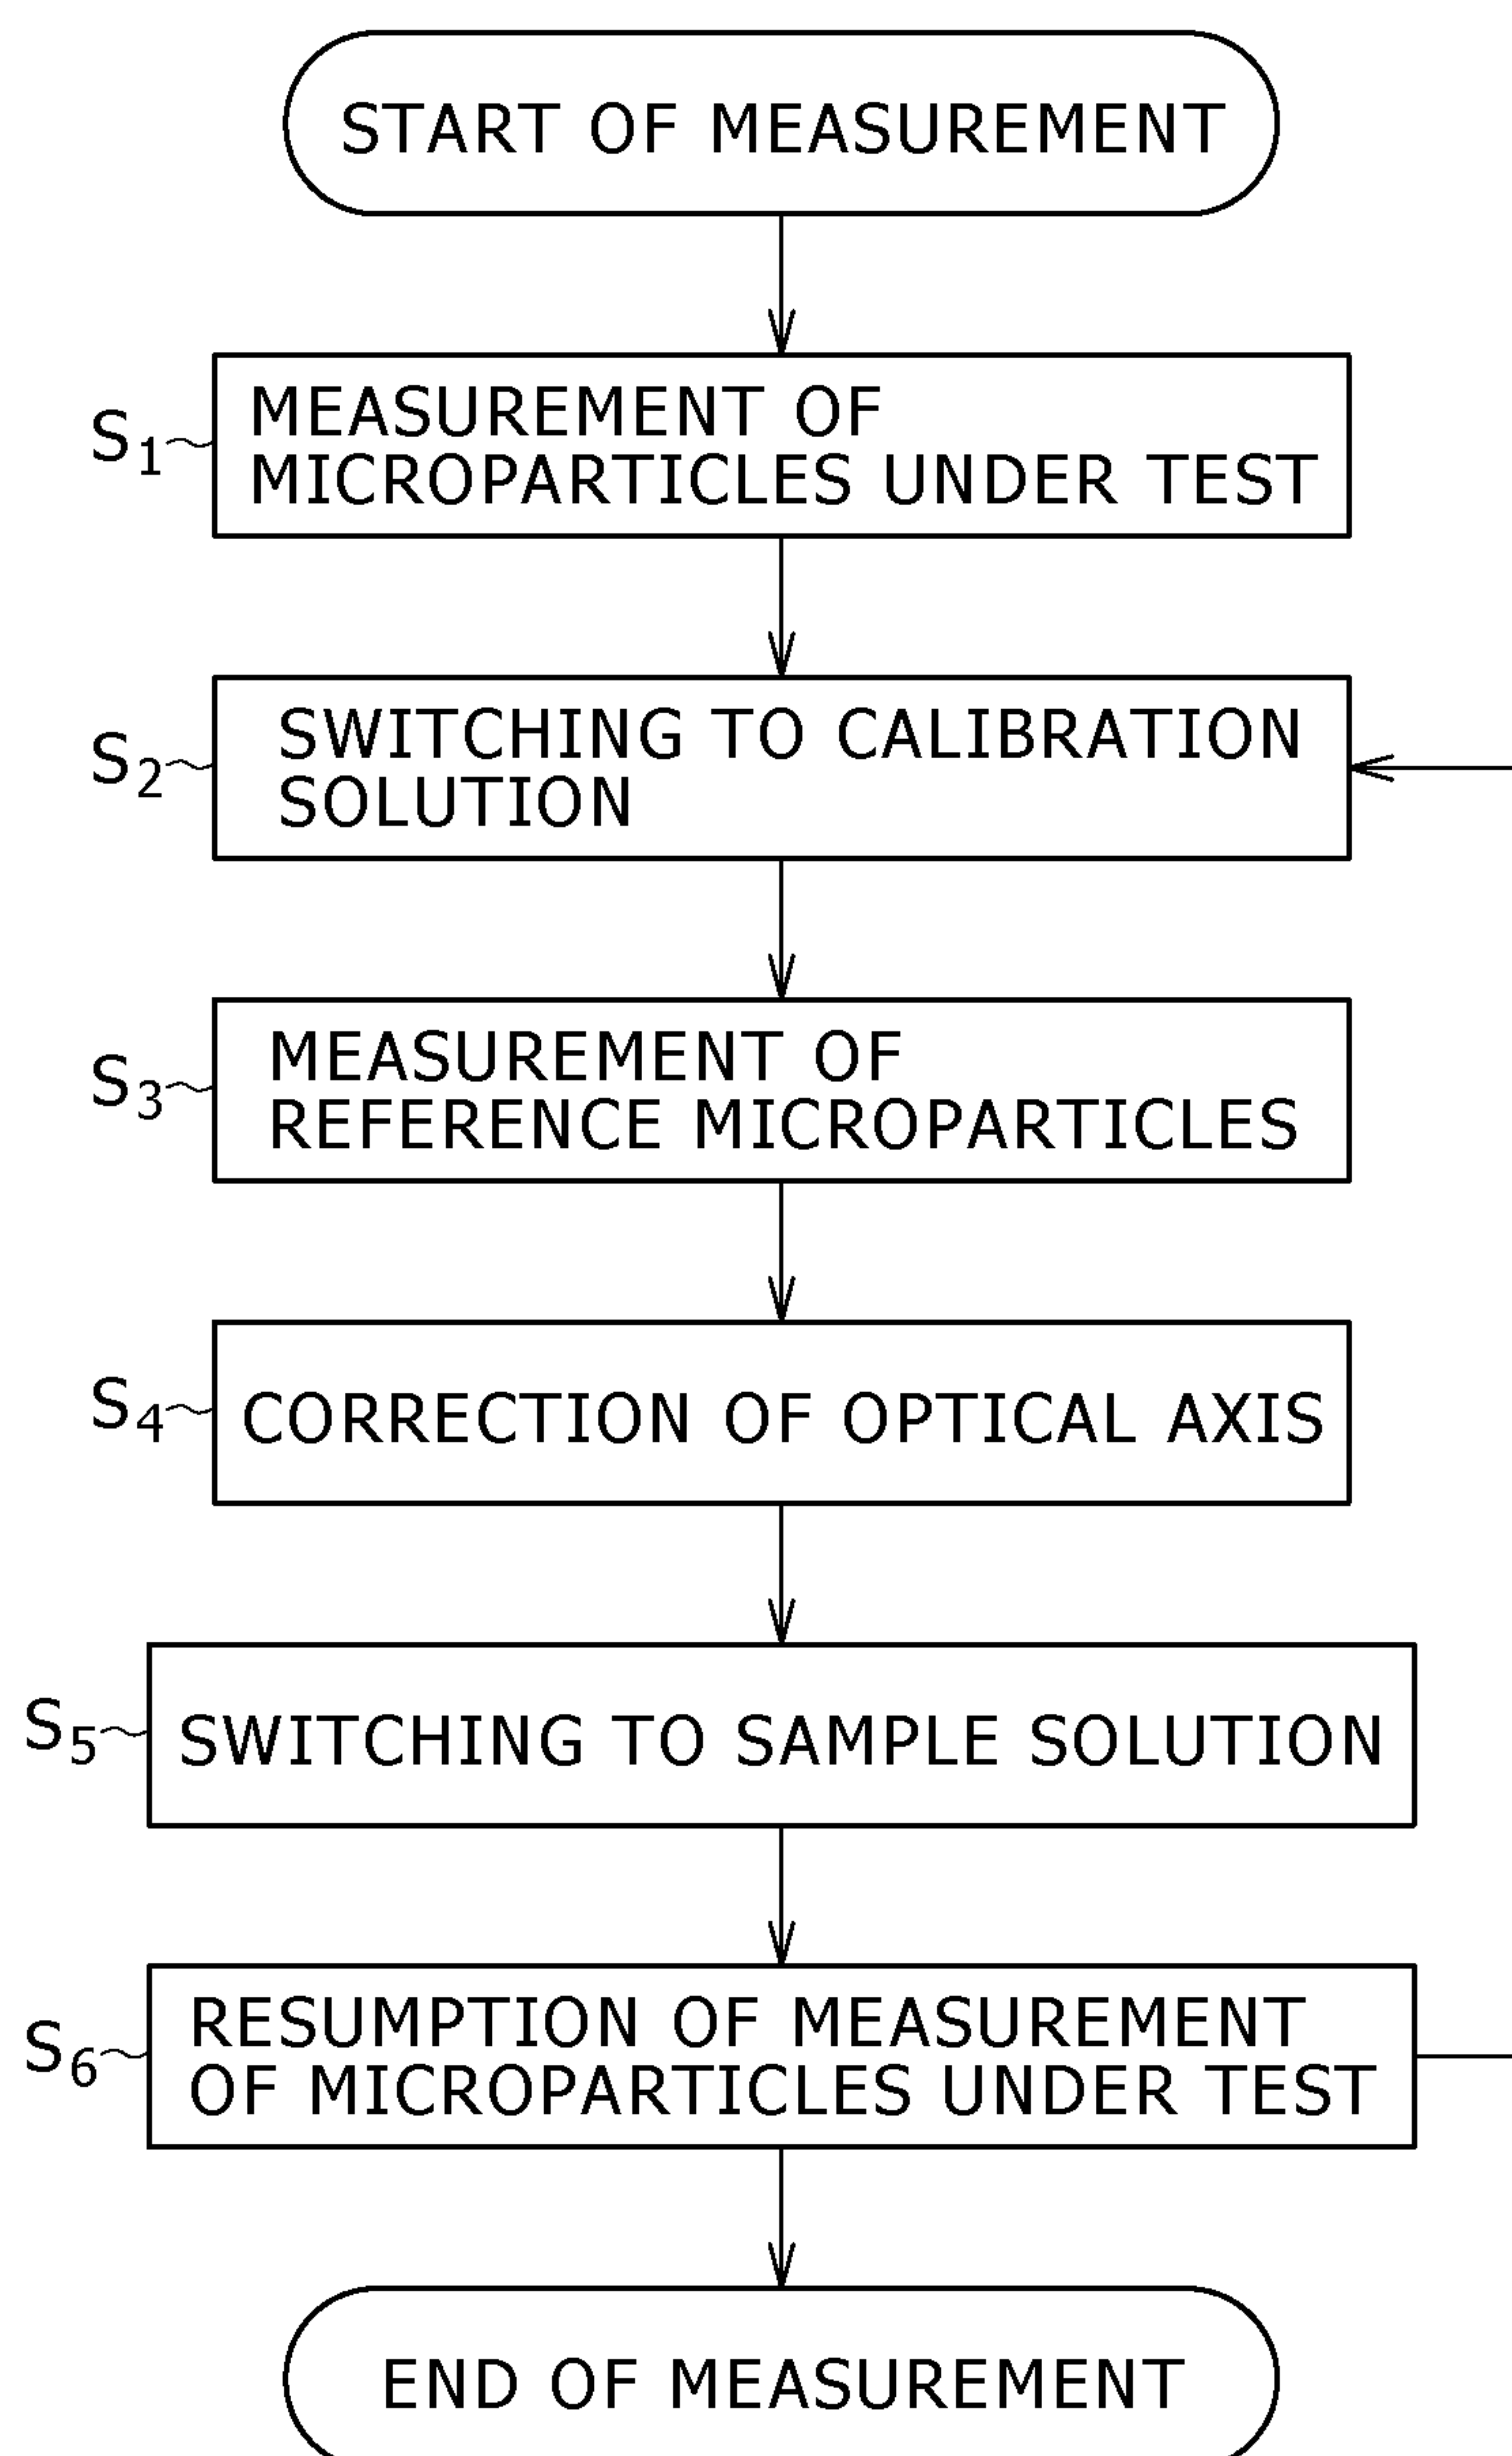 START OF MEASUREMENT
S1
MEASUREMENT OF
MICROPARTICLES UNDER TEST
S2
SWITCHING TO CALIBRATION
SOLUTION
S3
MEASUREMENT OF
REFERENCE MICROPARTICLES
S4
CORRECTION OF OPTICAL AXIS
S5
SWITCHING TO SAMPLE SOLUTION
S6
RESUMPTION OF MEASUREMENT
OF MICROPARTICLES UNDER TEST
END OF MEASUREMENT